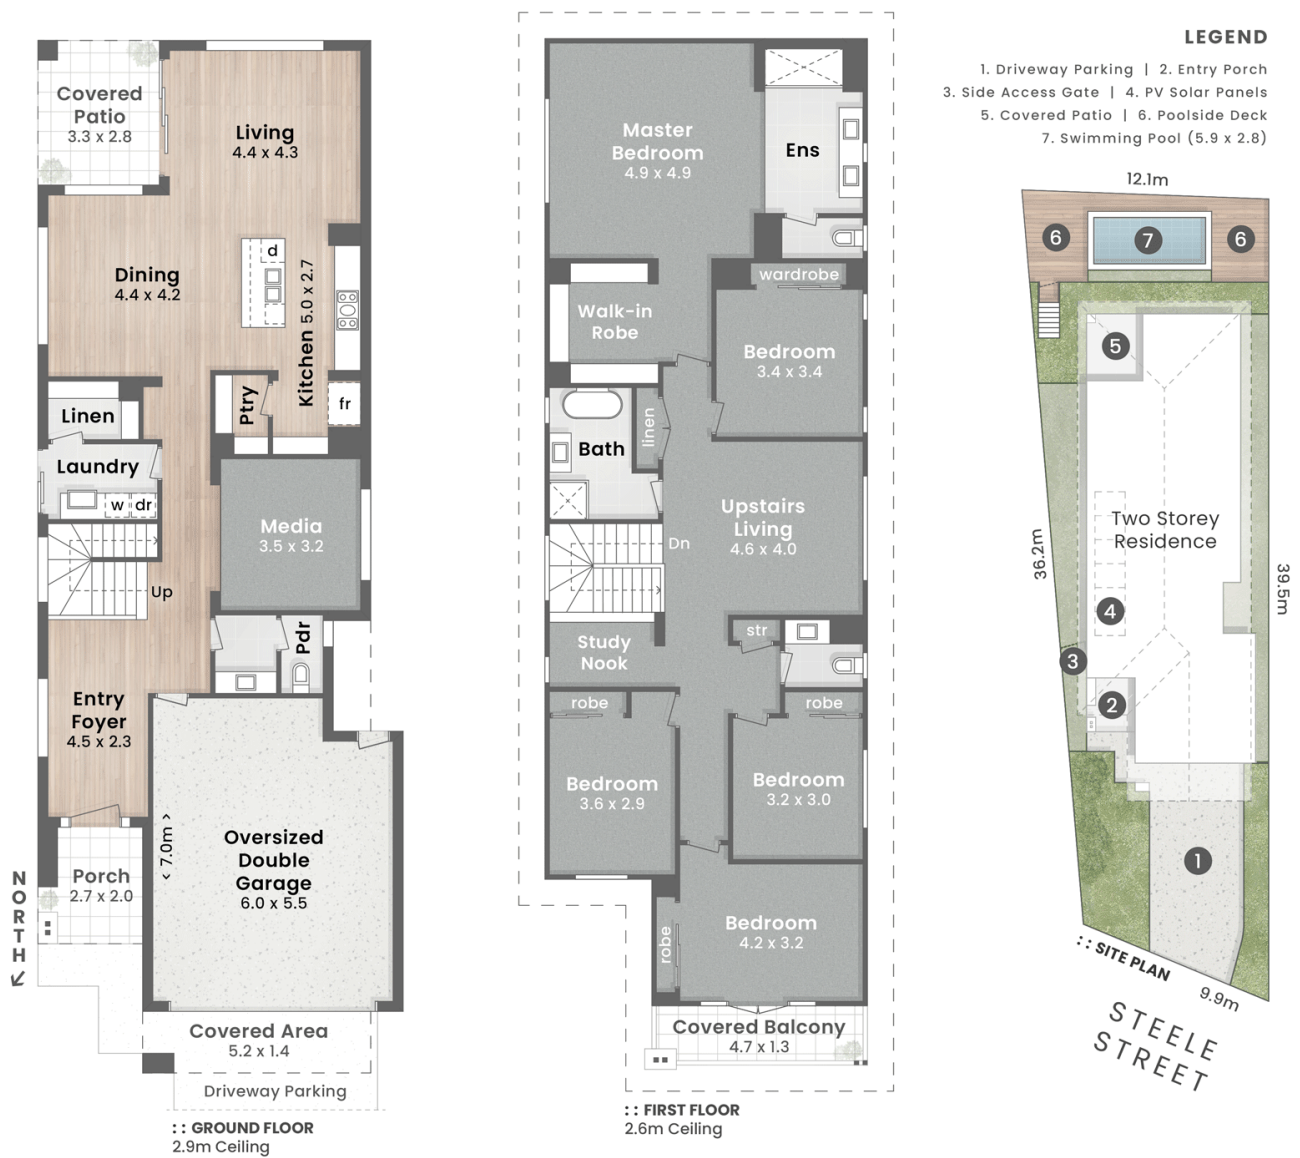 Covered
Patio
3.3 x 2.8
Living
4.4 x 4.3
Dining
4.4 x 4.2
d
Kitchen 5.0 x 2.7
Linen
Ptry
fr
Laundry
w
dr
Media
3.5 x 3.2
Up
Pdr
Entry
Foyer
4.5 x 2.3
< 7.0m >
Oversized
Double
Garage
6.0 x 5.5
Porch
2.7 x 2.0
NORTH
Covered Area
5.2 x 1.4
Driveway Parking
:: GROUND FLOOR
2.9m Ceiling
Master
Bedroom
4.9 x 4.9
Ens
wardrobe
Walk-in
Robe
Bedroom
3.4 x 3.4
linen
Bath
Upstairs
Living
4.6 x 4.0
Dn
str
Study
Nook
robe
robe
Bedroom
3.6 x 2.9
Bedroom
3.2 x 3.0
robe
Bedroom
4.2 x 3.2
Covered Balcony
4.7 x 1.3
:: FIRST FLOOR
2.6m Ceiling
LEGEND
1. Driveway Parking | 2. Entry Porch
3. Side Access Gate | 4. PV Solar Panels
5. Covered Patio | 6. Poolside Deck
7. Swimming Pool (5.9 x 2.8)
12.1m
6
7
6
5
Two Storey
Residence
36.2m
39.5m
4
3
2
1
:: SITE PLAN
9.9m
STEELE
STREET